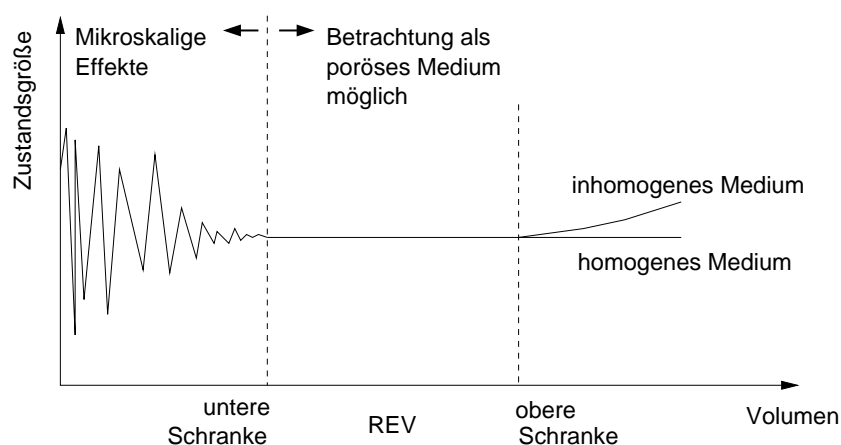 Zustandsgröße
Mikroskalige
Effekte
Betrachtung als
poröses Medium
möglich
inhomogenes Medium
homogenes Medium
untere
Schranke
REV
obere
Schranke
Volumen